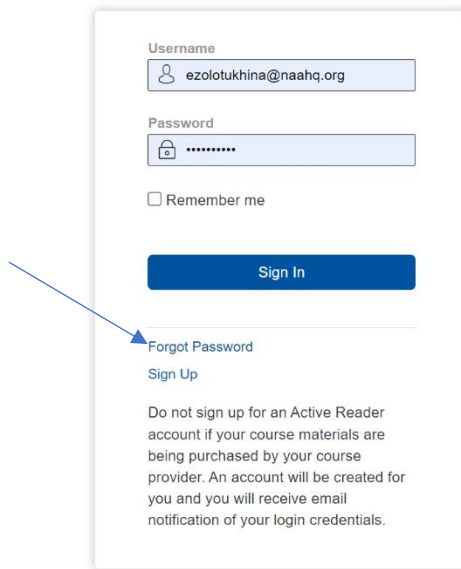 Username
ezolotukhina@naahq.org
Password
••••••••••
Remember me
Sign In
Forgot Password
Sign Up
Do not sign up for an Active Reader
account if your course materials are
being purchased by your course
provider. An account will be created for
you and you will receive email
notification of your login credentials.